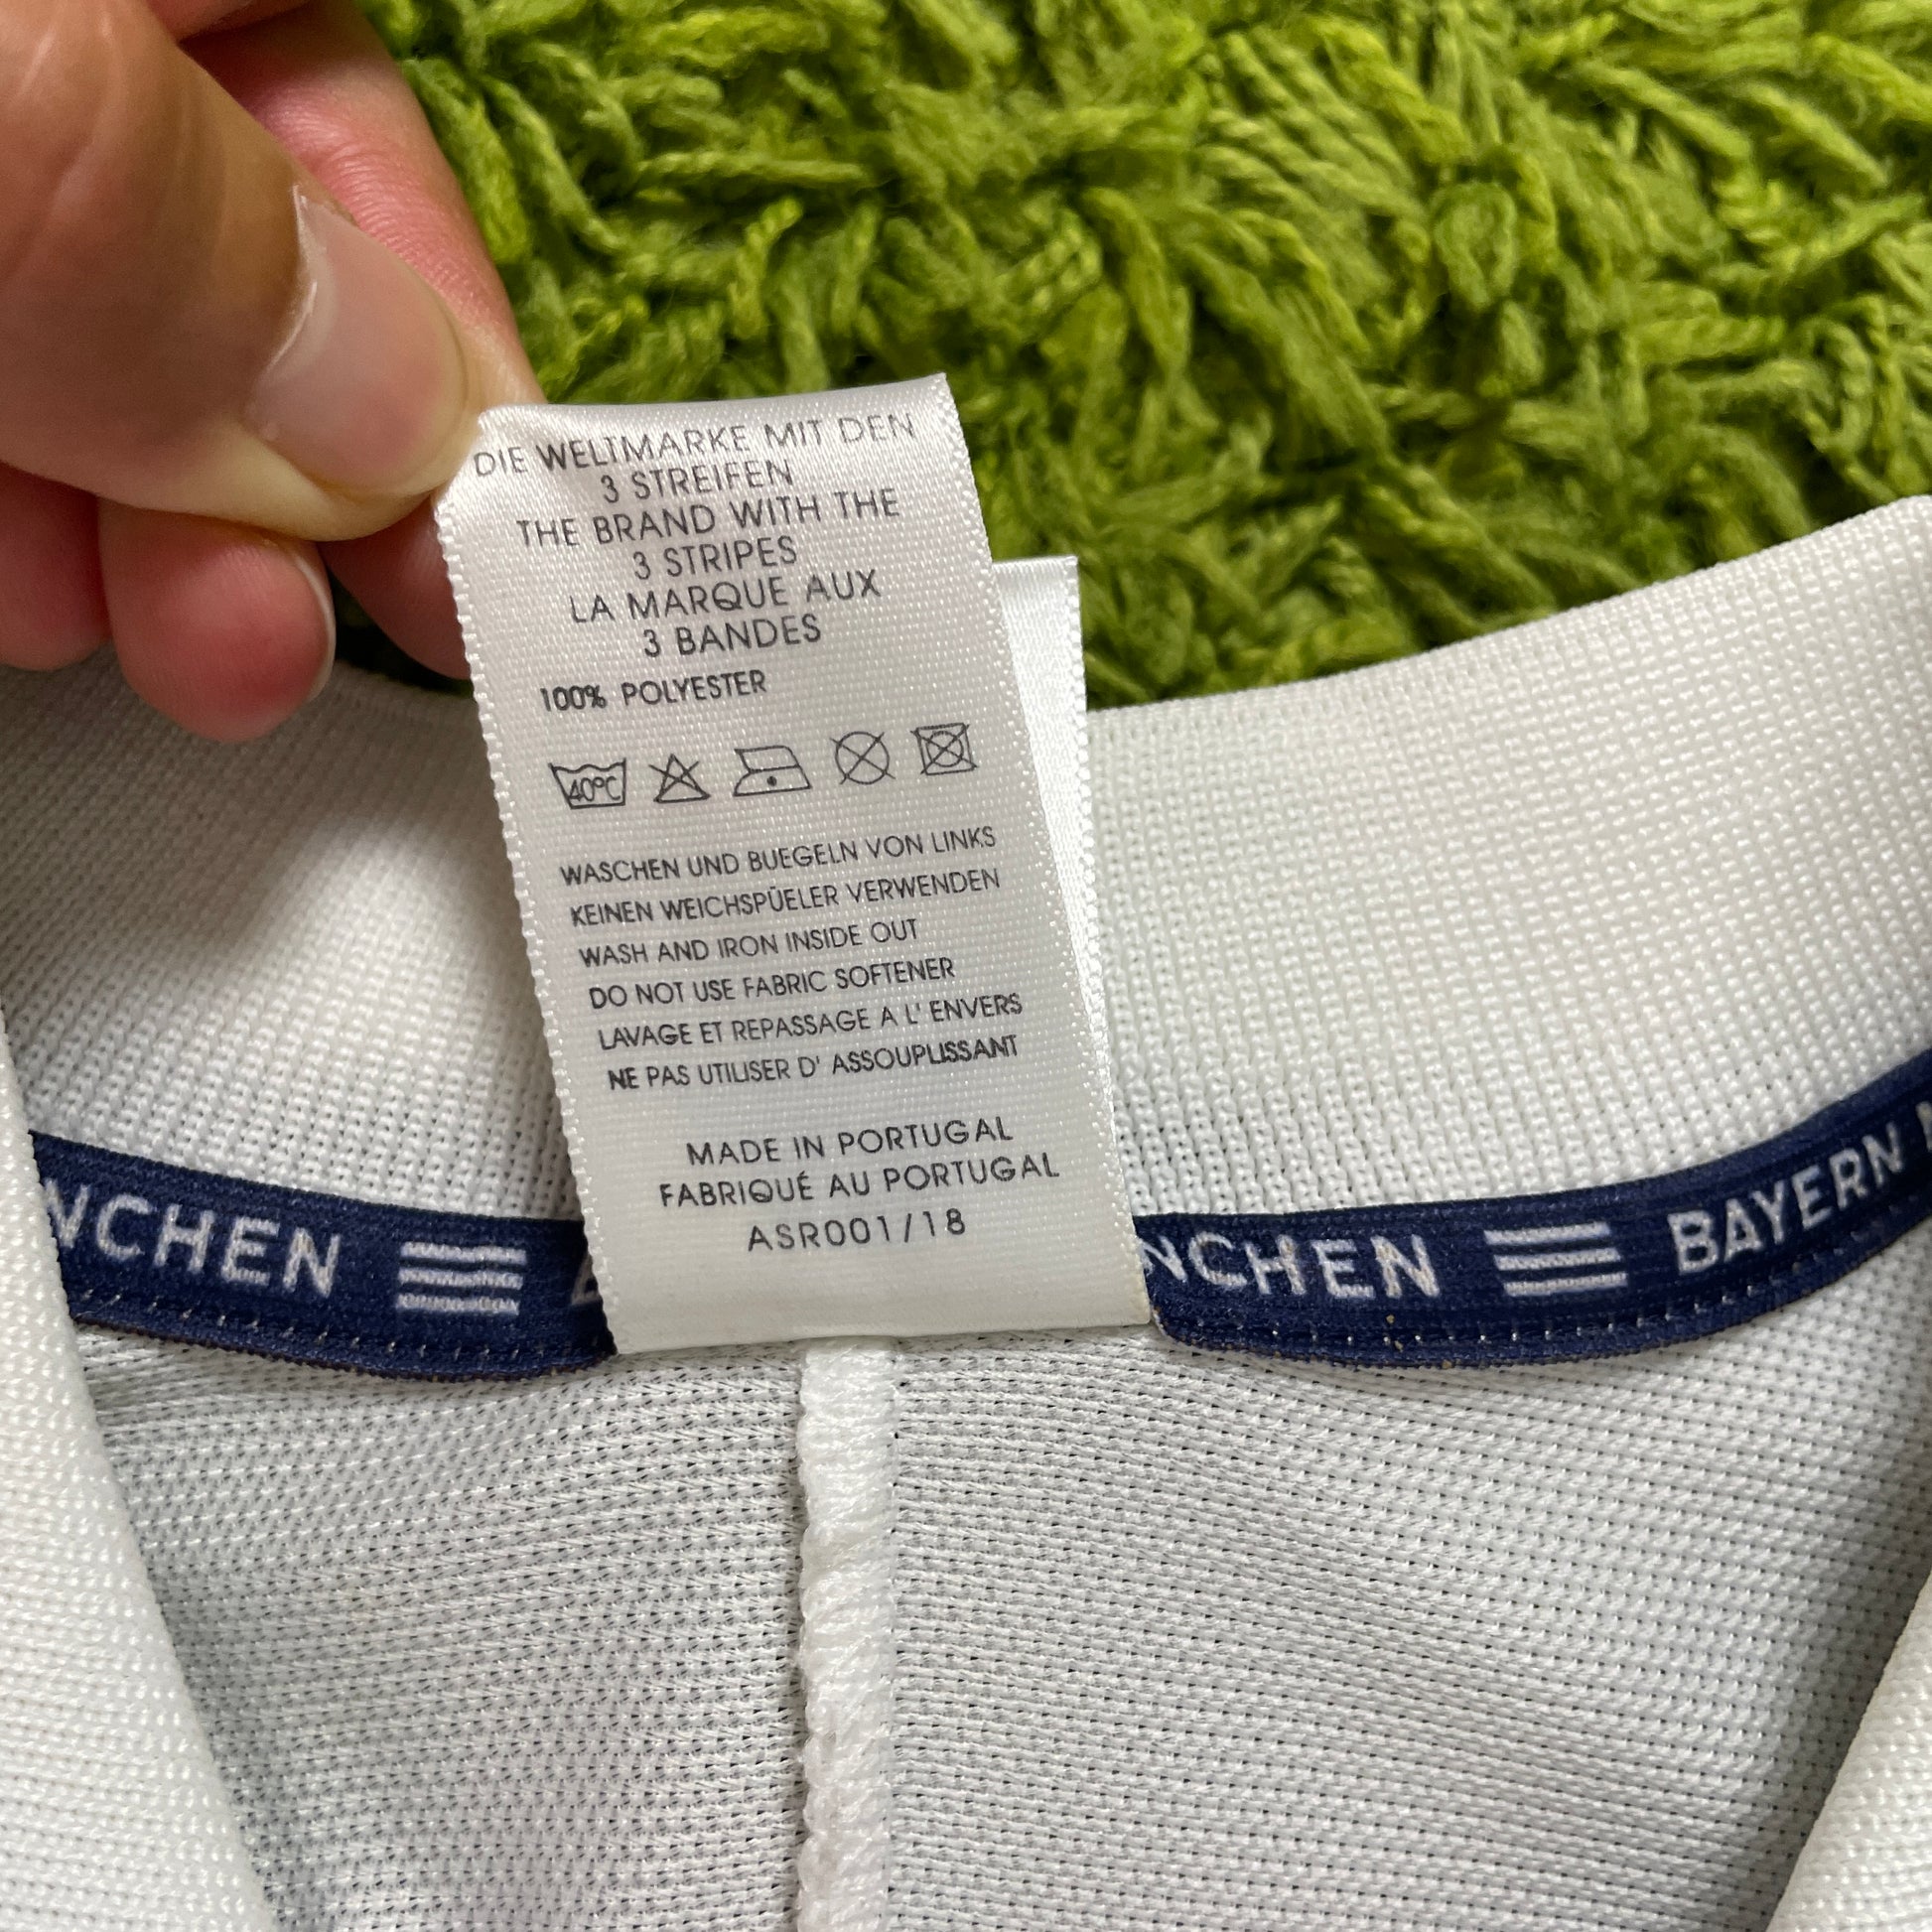 DIE WELTMARKE MIT DEN
3 STREIFEN
THE BRAND WITH THE
3 STRIPES
LA MARQUE AUX
3 BANDES
100% POLYESTER
40°C
WASCHEN UND BUEGELN VON LINKS
KEINEN WEICHSPÜELER VERWENDEN
WASH AND IRON INSIDE OUT
DO NOT USE FABRIC SOFTENER
LAVAGE ET REPASSAGE A L' ENVERS
NE PAS UTILISER D' ASSOUPLISSANT
MADE IN PORTUGAL
FABRIQUÉ AU PORTUGAL
ASR001/18
NCHEN
NCHEN BAYERN